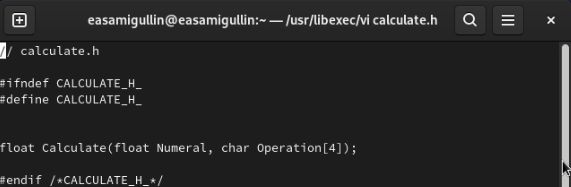 easamigullin@easamigullin:~ — /usr/libexec/vi calculate.h
// calculate.h
#ifndef CALCULATE_H_
#define CALCULATE_H_
float Calculate(float Numeral, char Operation[4]);
#endif /*CALCULATE_H_*/